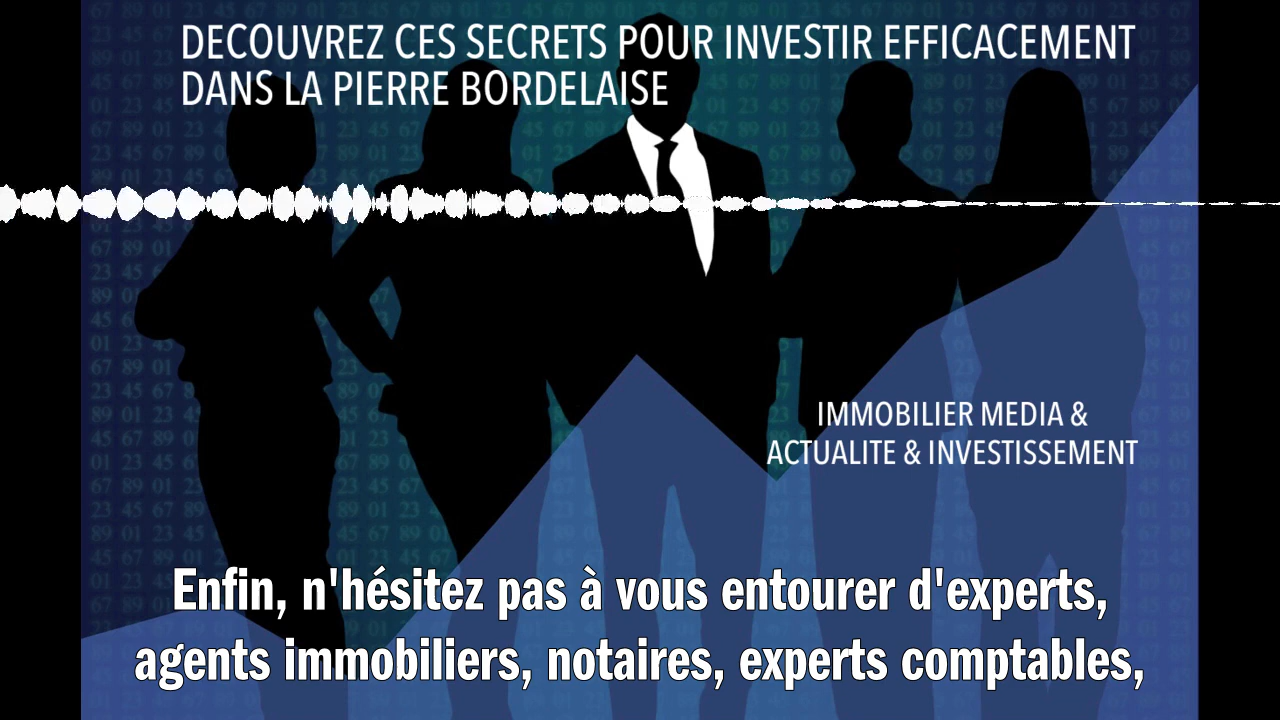 DECOUVREZ CES SECRETS POUR INVESTIR EFFICACEMENT
DANS LA PIERRE BORDELAISE
IMMOBILIER MEDIA &
ACTUALITE & INVESTISSEMENT
Enfin, n'hésitez pas à vous entourer d'experts,
agents immobiliers, notaires, experts comptables,